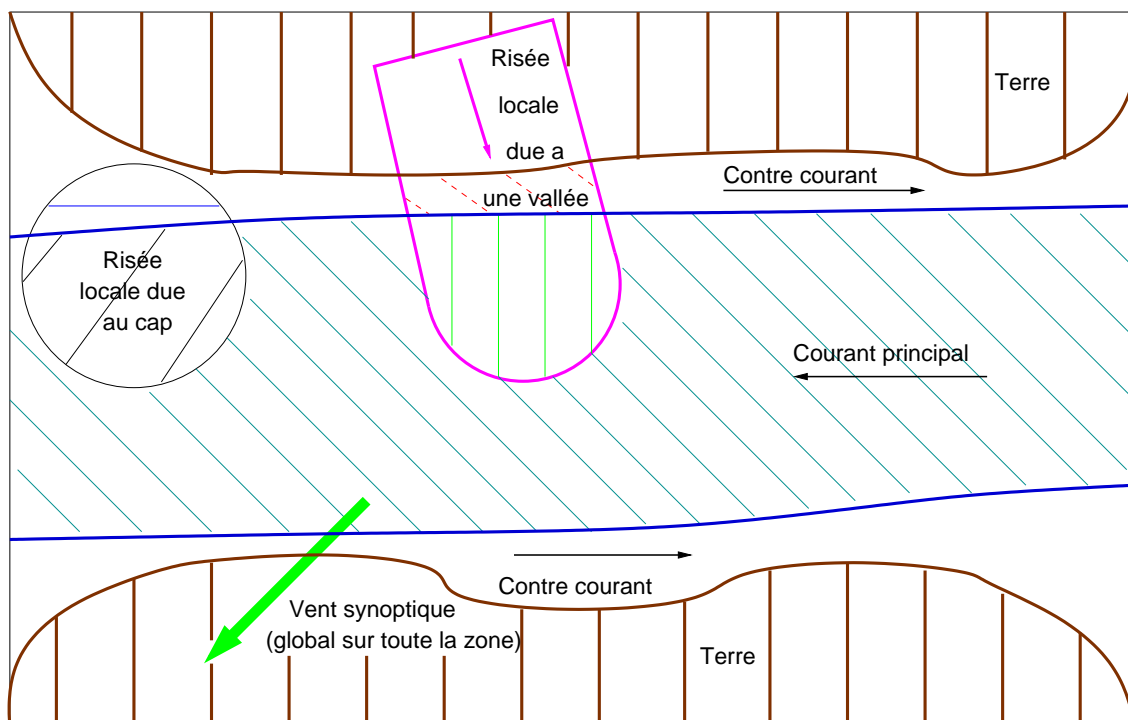 Risée
locale
due a
une vallée
Terre
Contre courant
Risée
locale due
au cap
Courant principal
Contre courant
Vent synoptique
(global sur toute la zone)
Terre